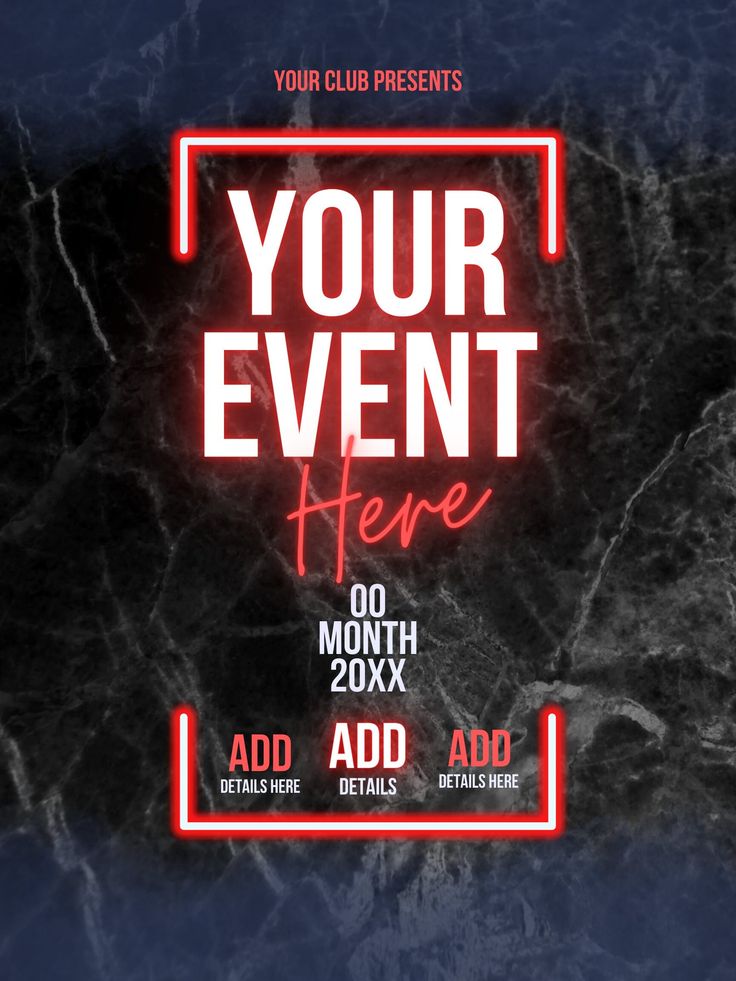 YOUR CLUB PRESENTS
YOUR
EVENT
Here
00
MONTH
20XX
ADD
DETAILS HERE
ADD
DETAILS
ADD
DETAILS HERE